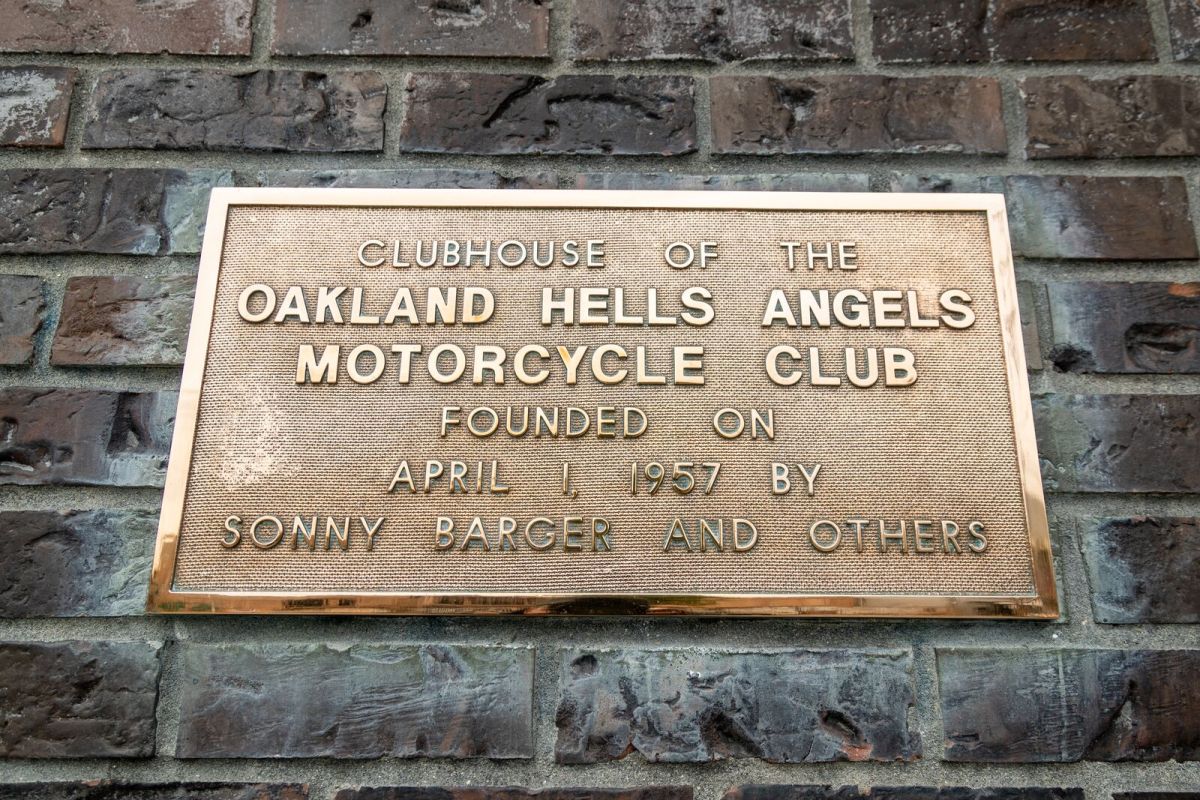 CLUBHOUSE OF THE
OAKLAND HELLS ANGELS
MOTORCYCLE CLUB
FOUNDED ON
APRIL 1, 1957 BY
SONNY BARGER AND OTHERS